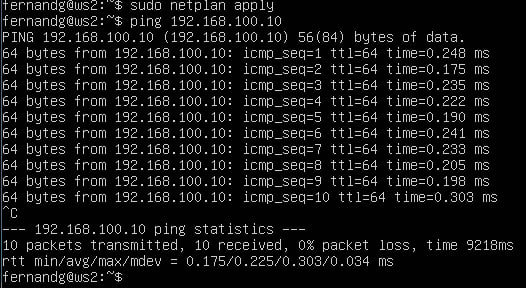 fernandg@ws2:~$ sudo netplan apply
fernandg@ws2:~$ ping 192.168.100.10
PING 192.168.100.10 (192.168.100.10) 56(84) bytes of data.
64 bytes from 192.168.100.10: icmp_seq=1 ttl=64 time=0.248 ms
64 bytes from 192.168.100.10: icmp_seq=2 ttl=64 time=0.175 ms
64 bytes from 192.168.100.10: icmp_seq=3 ttl=64 time=0.235 ms
64 bytes from 192.168.100.10: icmp_seq=4 ttl=64 time=0.222 ms
64 bytes from 192.168.100.10: icmp_seq=5 ttl=64 time=0.190 ms
64 bytes from 192.168.100.10: icmp_seq=6 ttl=64 time=0.241 ms
64 bytes from 192.168.100.10: icmp_seq=7 ttl=64 time=0.233 ms
64 bytes from 192.168.100.10: icmp_seq=8 ttl=64 time=0.205 ms
64 bytes from 192.168.100.10: icmp_seq=9 ttl=64 time=0.198 ms
64 bytes from 192.168.100.10: icmp_seq=10 ttl=64 time=0.303 ms
^C
--- 192.168.100.10 ping statistics ---
10 packets transmitted, 10 received, 0% packet loss, time 9218ms
rtt min/avg/max/mdev = 0.175/0.225/0.303/0.034 ms
fernandg@ws2:~$